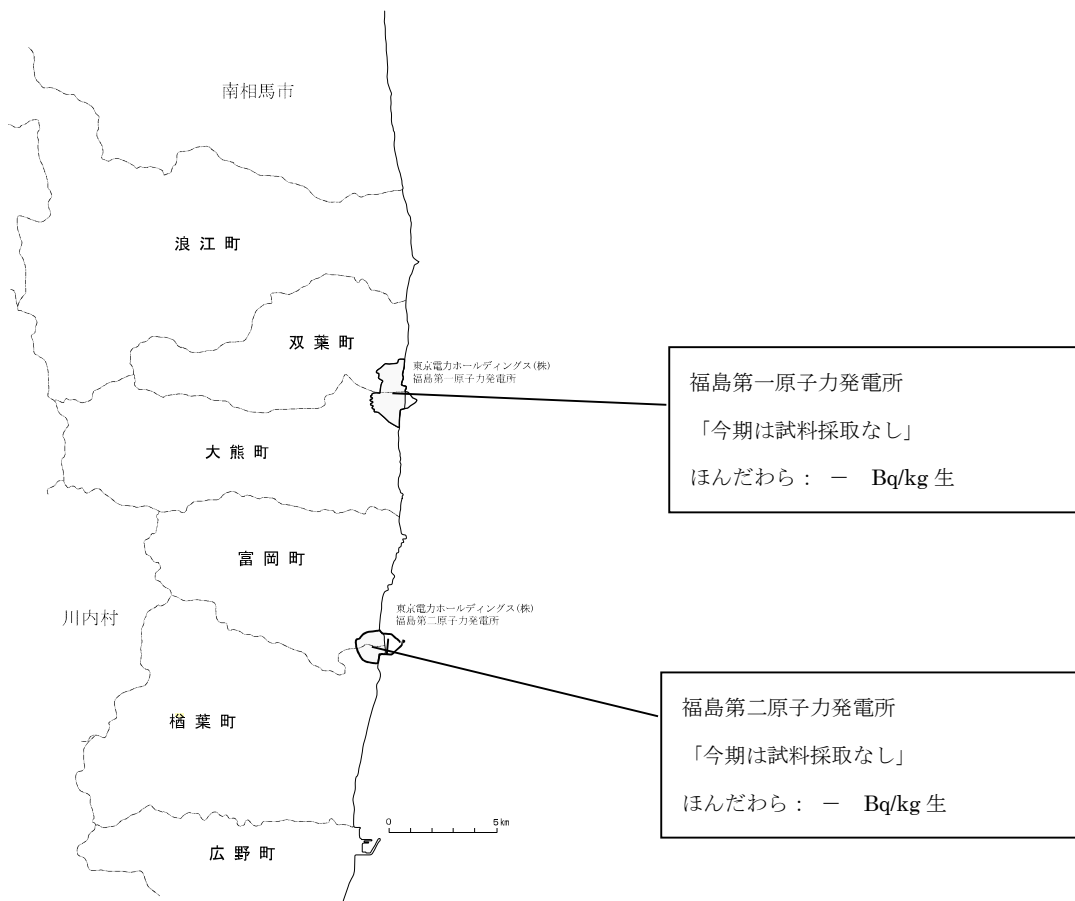 南相馬市
浪江町
双葉町
東京電力ホールディングス(株)
福島第一原子力発電所
福島第一原子力発電所
「今期は試料採取なし」
ほんだわら： － Bq/kg 生
大熊町
富岡町
川内村
東京電力ホールディングス(株)
福島第二原子力発電所
福島第二原子力発電所
「今期は試料採取なし」
ほんだわら： － Bq/kg 生
楢葉町
0 5km
広野町